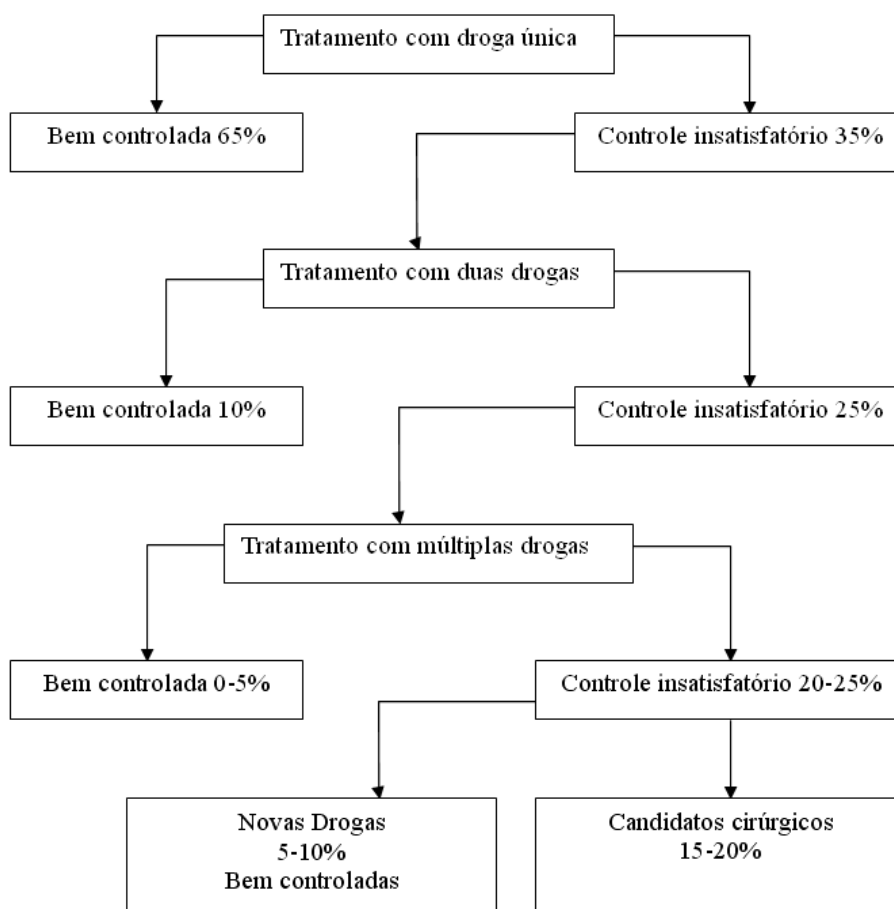 Tratamento com droga única
Bem controlada 65%
Controle insatisfatório 35%
Tratamento com duas drogas
Bem controlada 10%
Controle insatisfatório 25%
Tratamento com múltiplas drogas
Bem controlada 0-5%
Controle insatisfatório 20-25%
Novas Drogas
5-10%
Bem controladas
Candidatos cirúrgicos
15-20%